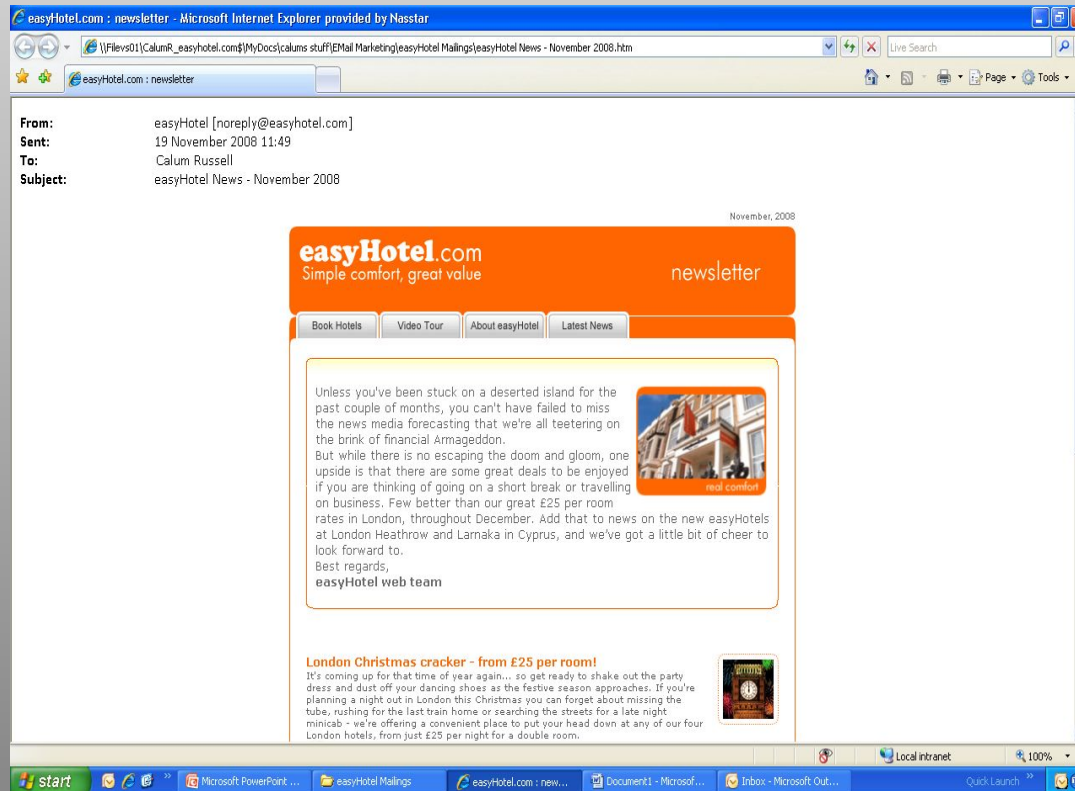 easyHotel.com : newsletter - Microsoft Internet Explorer provided by Nasstar
\\Filevs01\CalumR_easyhotel.com$\MyDocs\calums stuff\EMail Marketing\easyHotel Mailings\easyHotel News - November 2008.htm
Live Search
easyHotel.com : newsletter
Page
Tools
From: easyHotel [noreply@easyhotel.com]
Sent: 19 November 2008 11:49
To: Calum Russell
Subject: easyHotel News - November 2008
November, 2008
easyHotel.com
Simple comfort, great value
newsletter
Book Hotels
Video Tour
About easyHotel
Latest News
Unless you've been stuck on a deserted island for the
past couple of months, you can't have failed to miss
the news media forecasting that we're all teetering on
the brink of financial Armageddon.
But while there is no escaping the doom and gloom, one
upside is that there are some great deals to be enjoyed
if you are thinking of going on a short break or travelling
on business. Few better than our great £25 per room
rates in London, throughout December. Add that to news on the new easyHotels
at London Heathrow and Larnaka in Cyprus, and we've got a little bit of cheer to
look forward to.
Best regards,
easyHotel web team
real comfort
London Christmas cracker - from £25 per room!
It's coming up for that time of year again... so get ready to shake out the party
dress and dust off your dancing shoes as the festive season approaches. If you're
planning a night out in London this Christmas you can forget about missing the
tube, rushing for the last train home or searching the streets for a late night
minicab - we're offering a convenient place to put your head down at any of our four
London hotels, from just £25 per night for a double room.
Local intranet
100%
start
Microsoft PowerPoint ...
easyHotel Mailings
easyHotel.com : new...
Document1 - Microsof...
Inbox - Microsoft Out...
Quick Launch